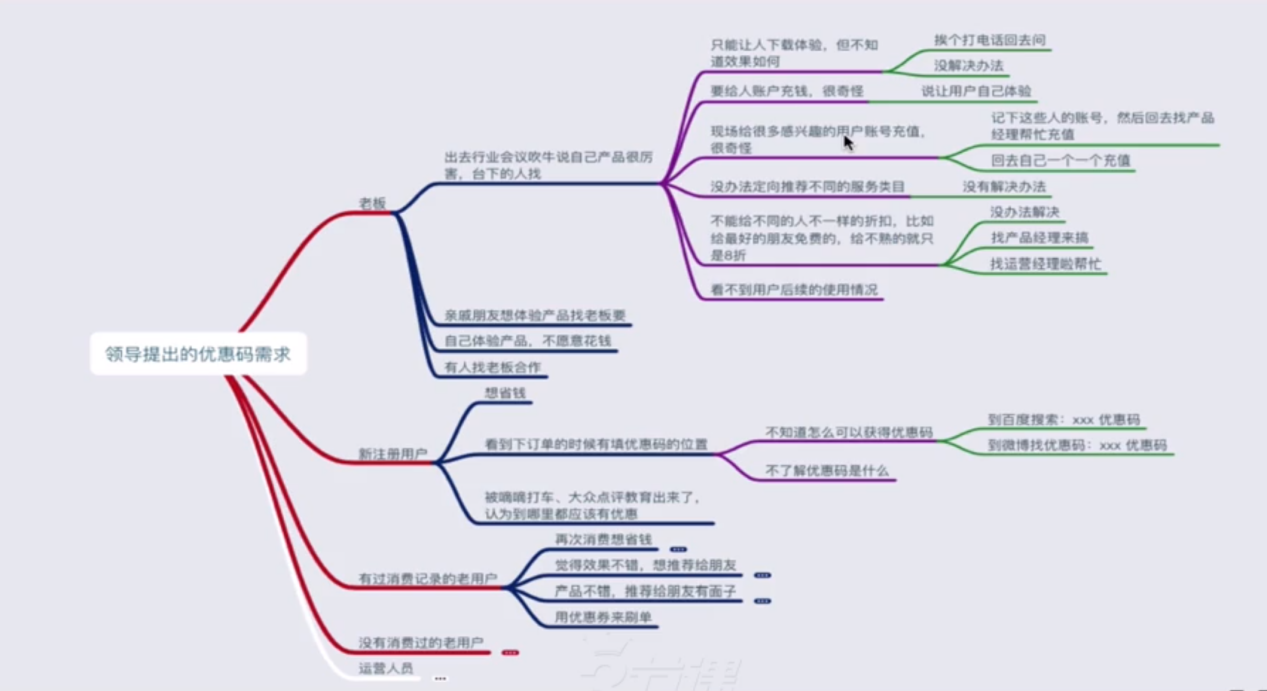 领导提出的优惠码需求
老板
出去行业会议吹牛说自己产品很厉
害，台下的人找
只能让人下载体验，但不知
道效果如何
挨个打电话回去问
没解决办法
要给人账户充钱，很奇怪
说让用户自己体验
现场给很多感兴趣的用户账号充值，
很奇怪
记下这些人的账号，然后回去找产品
经理帮忙充值
回去自己一个一个充值
没办法定向推荐不同的服务类目
没有解决办法
不能给不同的人不一样的折扣，比如
给最好的朋友免费的，给不熟的就只
是8折
没办法解决
找产品经理来搞
找运营经理啦帮忙
看不到用户后续的使用情况
亲戚朋友想体验产品找老板要
自己体验产品，不愿意花钱
有人找老板合作
新注册用户
想省钱
看到下订单的时候有填优惠码的位置
不知道怎么可以获得优惠码
到百度搜索：xxx 优惠码
到微博找优惠码：xxx 优惠码
不了解优惠码是什么
被嘀嘀打车、大众点评教育出来了，
认为到哪里都应该有优惠
有过消费记录的老用户
再次消费想省钱
觉得效果不错，想推荐给朋友
产品不错，推荐给朋友有面子
用优惠券来刷单
没有消费过的老用户
运营人员
三节课